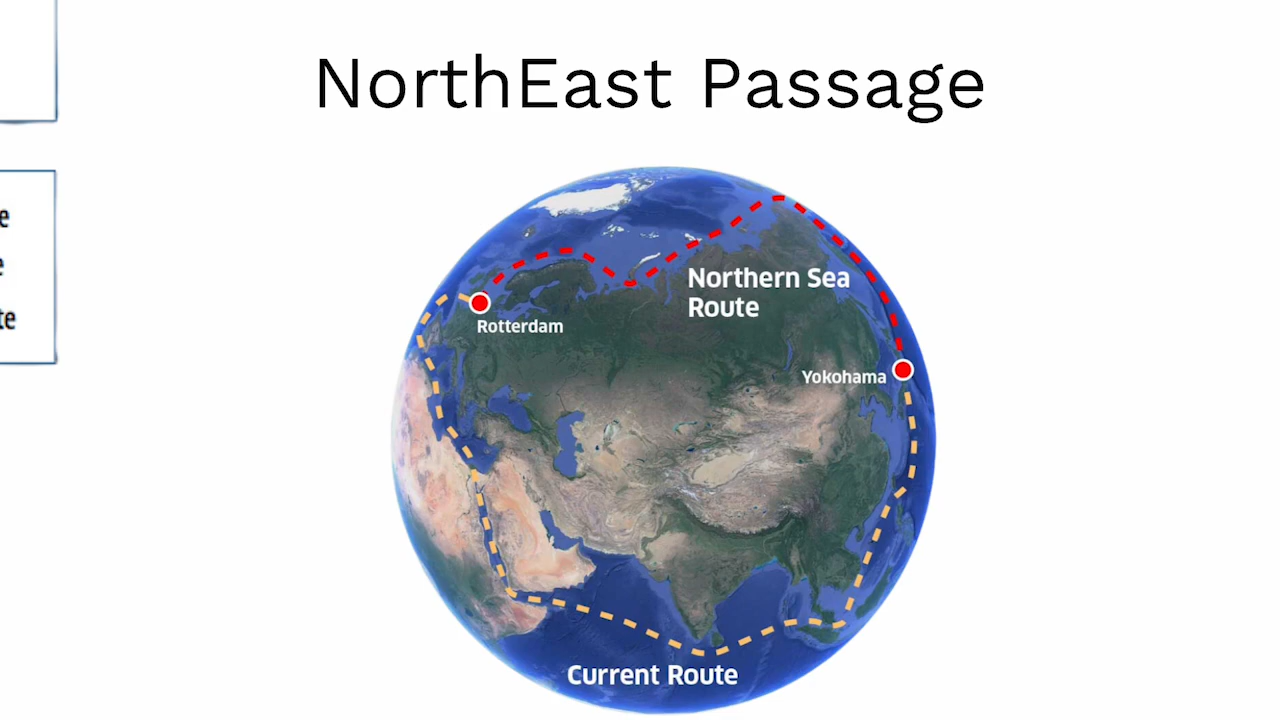 NorthEast Passage
Northern Sea
Route
Rotterdam
Yokohama
Current Route